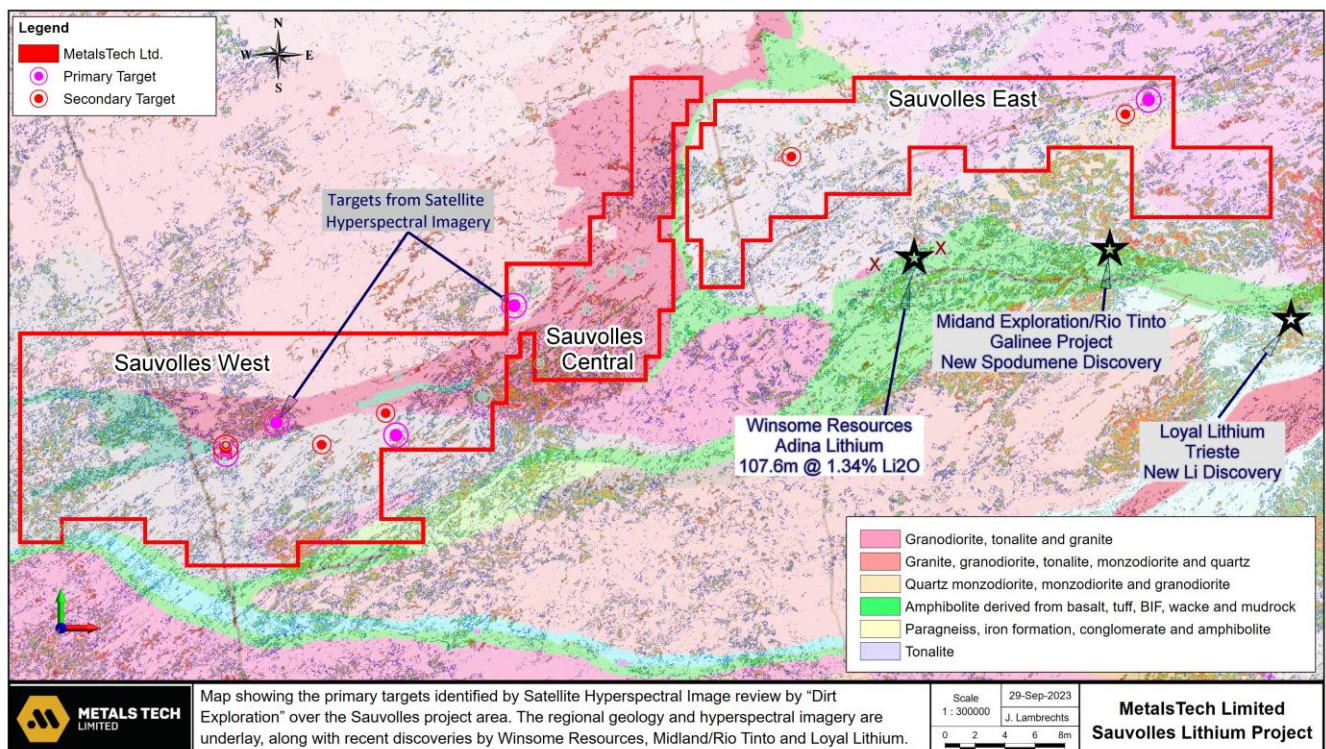 Legend
MetalsTech Ltd.
Primary Target
Secondary Target
N
W E
S
Sauvolles East
Targets from Satellite
Hyperspectral Imagery
X
X
Sauvolles
Central
Sauvolles West
Midand Exploration/Rio Tinto
Galinee Project
New Spodumene Discovery
Winsome Resources
Adina Lithium
107.6m @ 1.34% Li2O
Loyal Lithium
Trieste
New Li Discovery
Granodiorite, tonalite and granite
Granite, granodiorite, tonalite, monzodiorite and quartz
Quartz monzodiorite, monzodiorite and granodiorite
Amphibolite derived from basalt, tuff, BIF, wacke and mudrock
Paragneiss, iron formation, conglomerate and amphibolite
Tonalite
METALS TECH
LIMITED
Map showing the primary targets identified by Satellite Hyperspectral Image review by “Dirt
Exploration” over the Sauvolles project area. The regional geology and hyperspectral imagery are
underlay, along with recent discoveries by Winsome Resources, Midland/Rio Tinto and Loyal Lithium.
Scale
1 : 300000
29-Sep-2023
J. Lambrechts
0 2 4 6 8m
MetalsTech Limited
Sauvolles Lithium Project